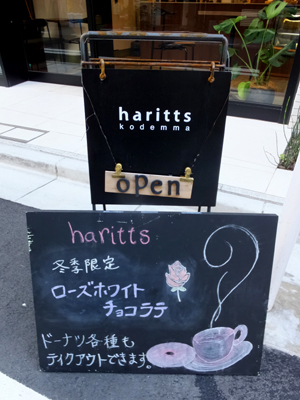 haritts
kodemma
open
haritts
冬季限定
ローズホワイト
チョコラテ
ドーナツ各種も
テイクアウトできます。